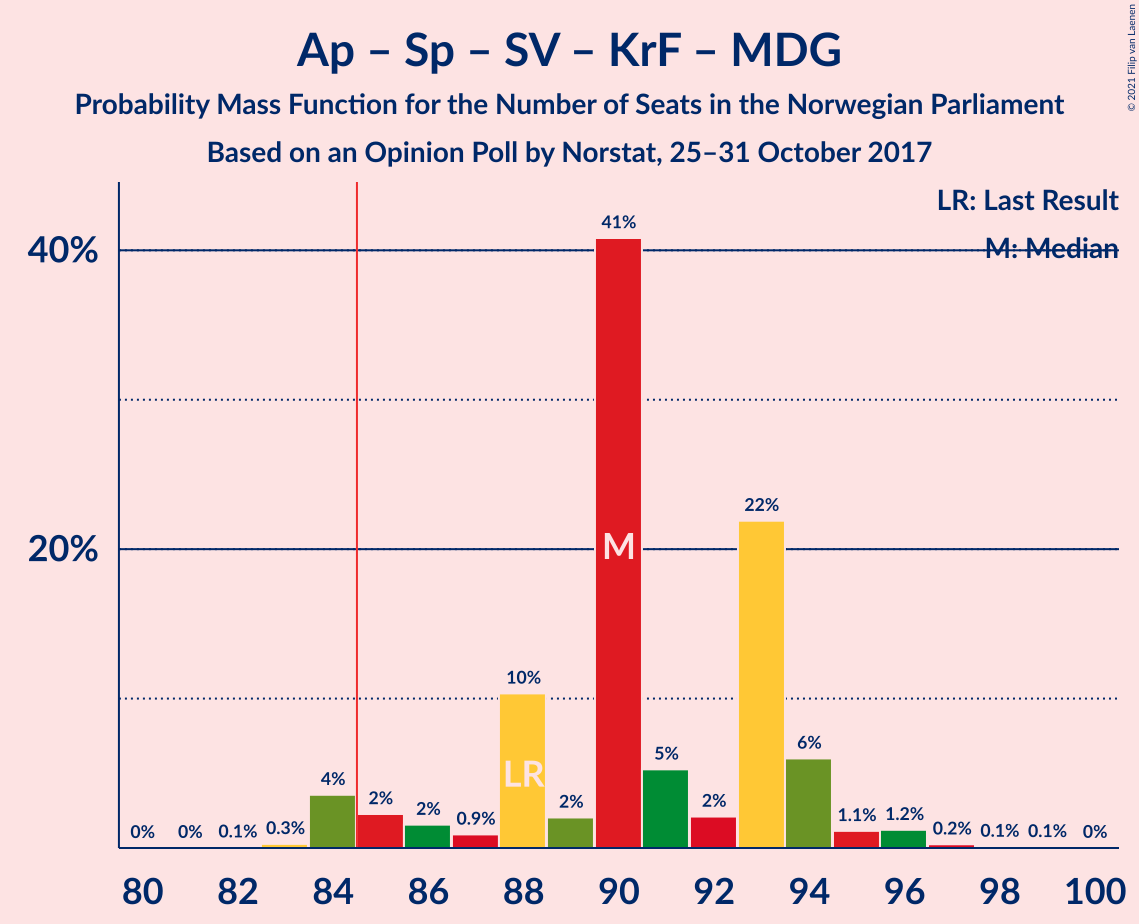 Ap – Sp – SV – KrF – MDG
Probability Mass Function for the Number of Seats in the Norwegian Parliament
Based on an Opinion Poll by Norstat, 25–31 October 2017
© 2021 Filip van Laenen
LR: Last Result
M: Median
40%
20%
0%
0%
0.1%
0.3%
4%
2%
2%
0.9%
10%
2%
41%
5%
2%
22%
6%
1.1%
1.2%
0.2%
0.1%
0.1%
0%
LR
M
80 82 84 86 88 90 92 94 96 98 100